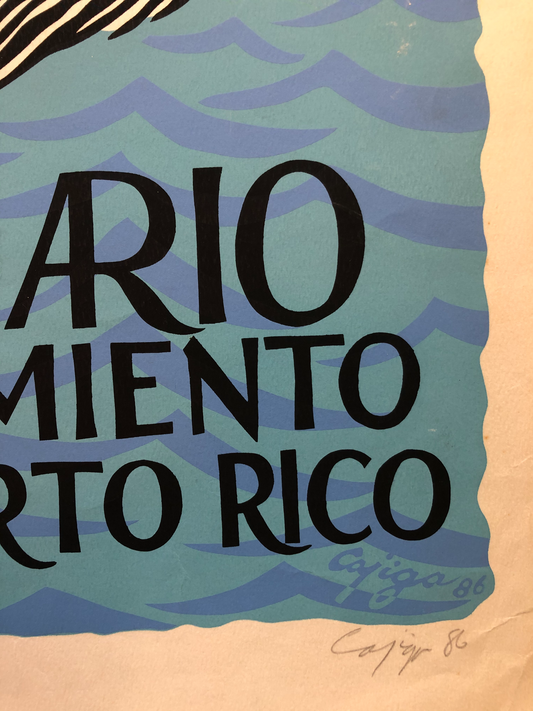 ARIO
MIENTO
RTO RICO
Cajiga 86
Cajiga 86